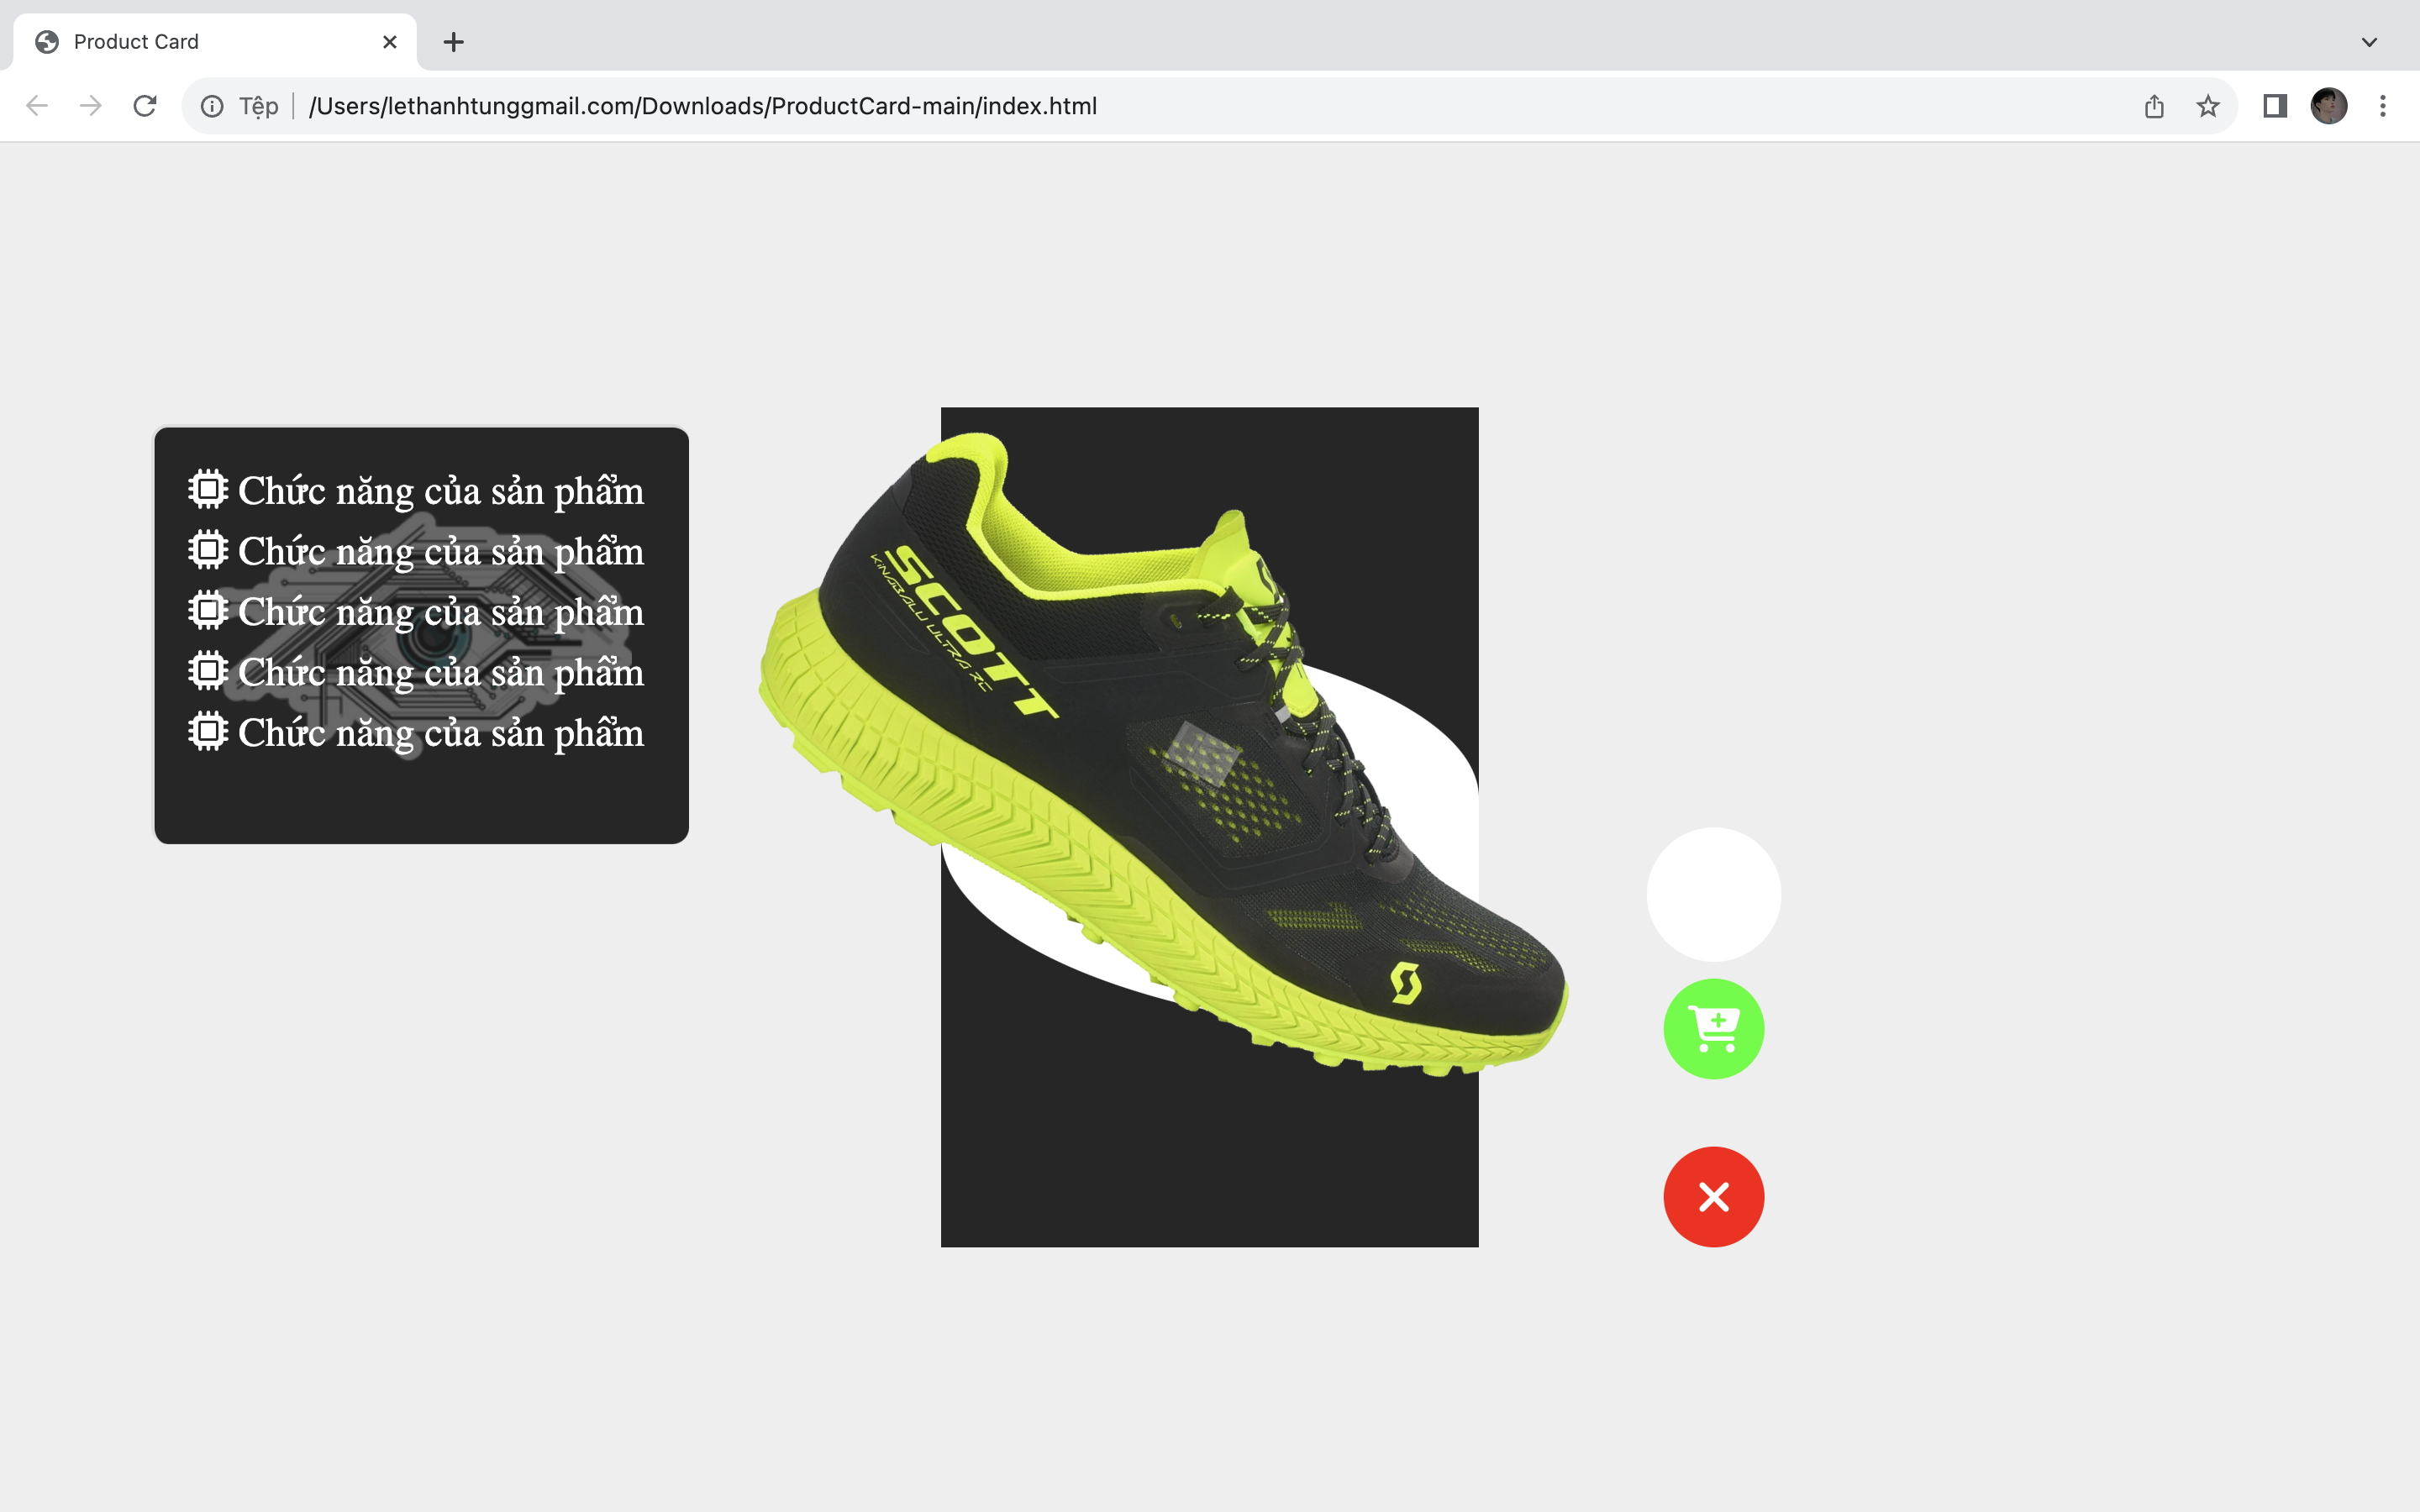 Product Card
Tệp
/Users/lethanhtunggmail.com/Downloads/ProductCard-main/index.html
Chức năng của sản phẩm
Chức năng của sản phẩm
Chức năng của sản phẩm
Chức năng của sản phẩm
Chức năng của sản phẩm
SCOTT
KINABALU ULTRA RC